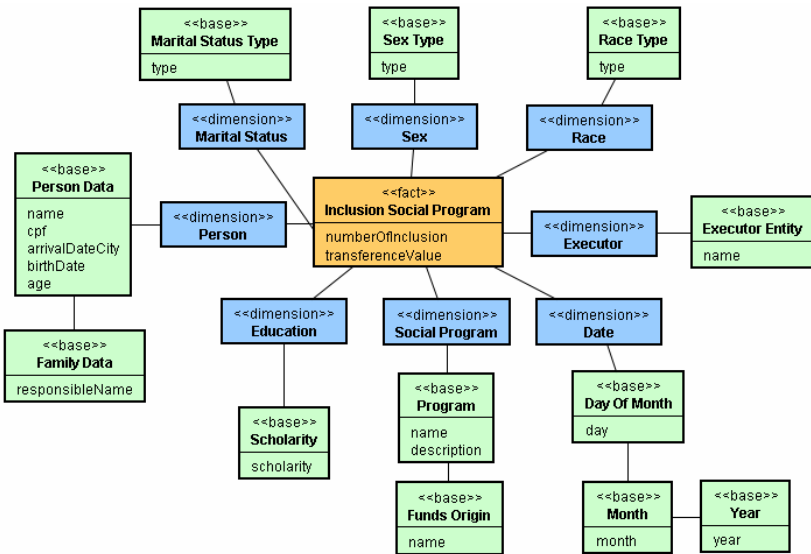 <<base>>
Marital Status Type
type
<<base>>
Sex Type
type
<<base>>
Race Type
type
<<dimension>>
Marital Status
<<dimension>>
Sex
<<dimension>>
Race
<<base>>
Person Data
name
cpf
arrivalDateCity
birthDate
age
<<dimension>>
Person
<<fact>>
Inclusion Social Program
numberOfInclusion
transferenceValue
<<dimension>>
Executor
<<base>>
Executor Entity
name
<<dimension>>
Education
<<dimension>>
Social Program
<<dimension>>
Date
<<base>>
Family Data
responsibleName
<<base>>
Scholarity
scholarity
<<base>>
Program
name
description
<<base>>
Day Of Month
day
<<base>>
Funds Origin
name
<<base>>
Month
month
<<base>>
Year
year